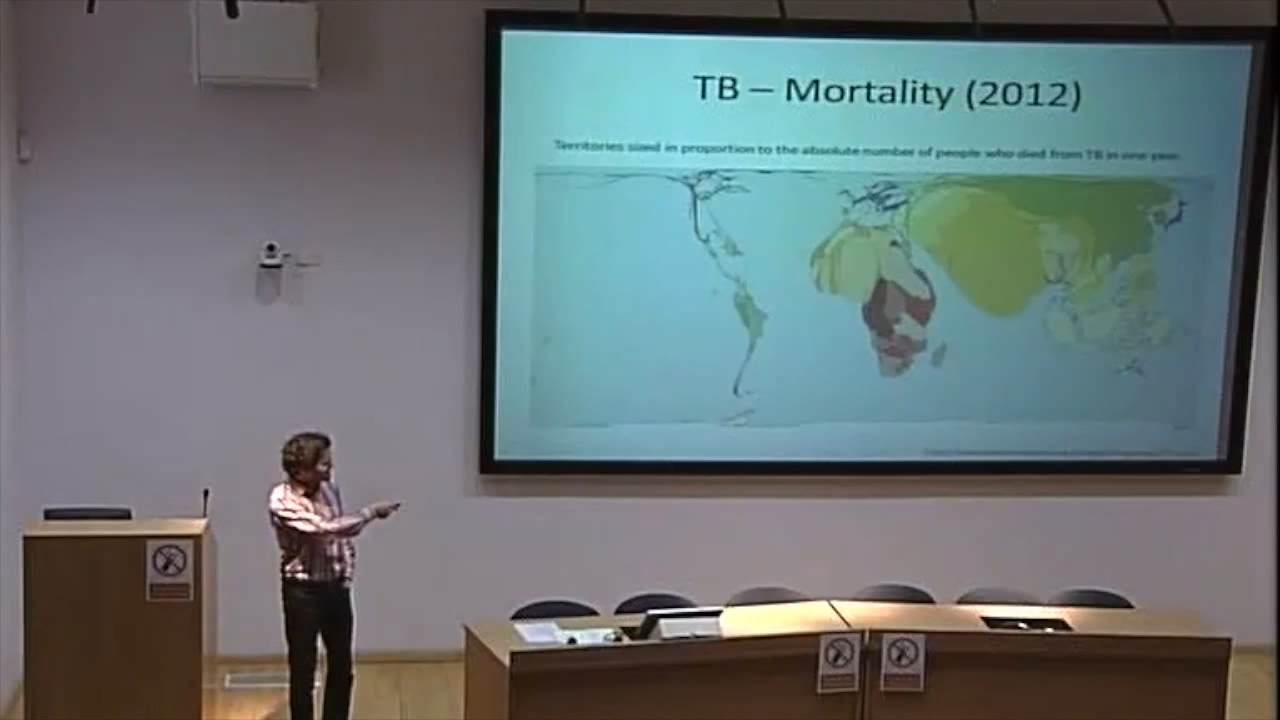 TB – Mortality (2012)
Territories sized in proportion to the absolute number of people who died from TB in one year